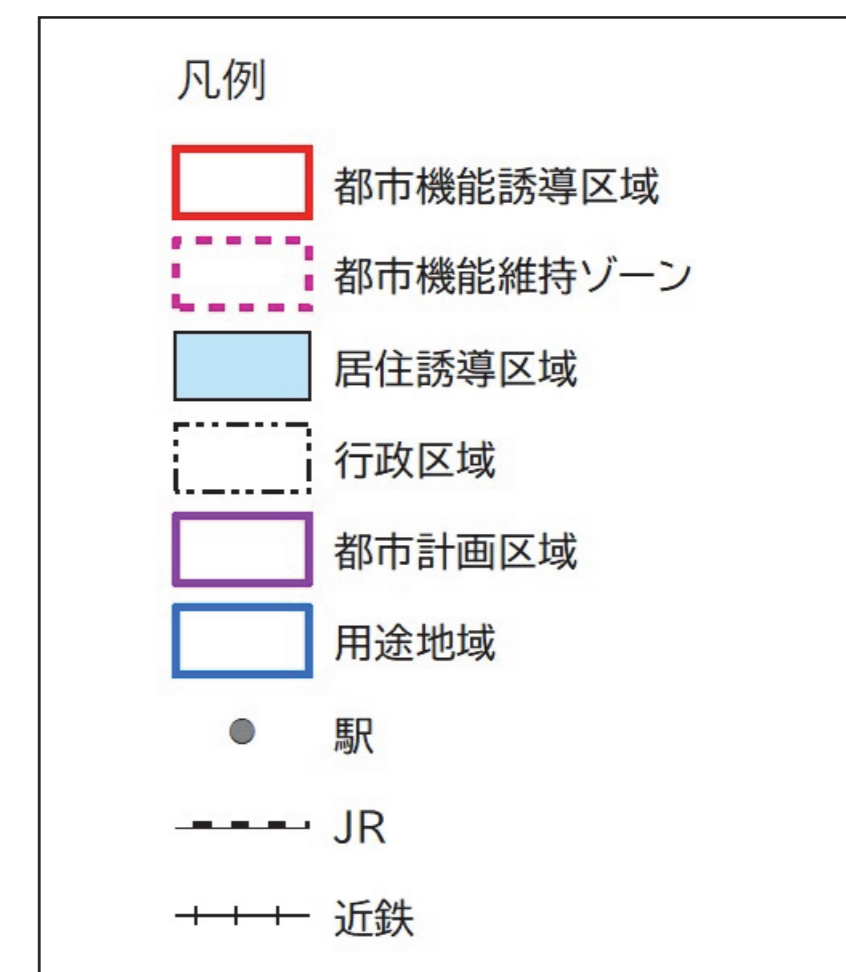 凡例
都市機能誘導区域
都市機能維持ゾーン
居住誘導区域
行政区域
都市計画区域
用途地域
駅
JR
近鉄